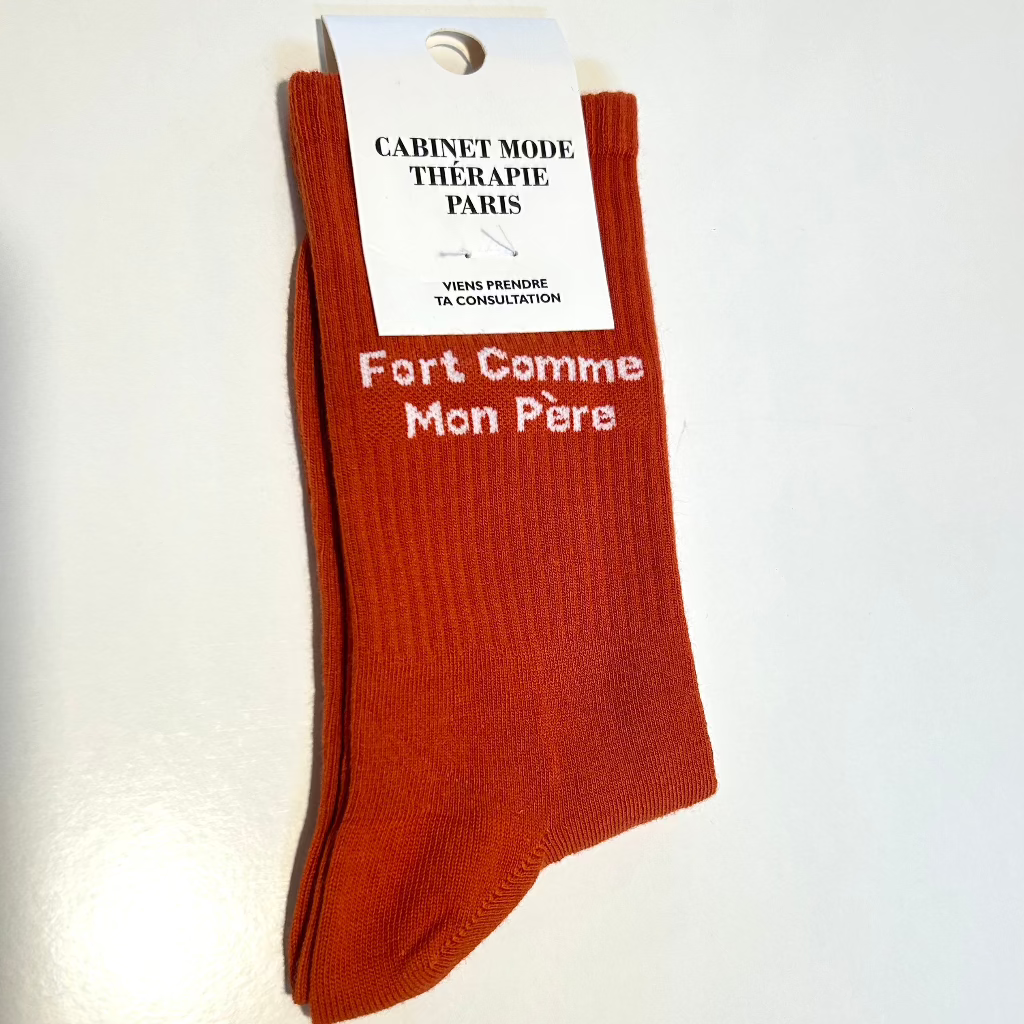 CABINET MODE
THÉRAPIE
PARIS
VIENS PRENDRE
TA CONSULTATION
Fort Comme
Mon Père